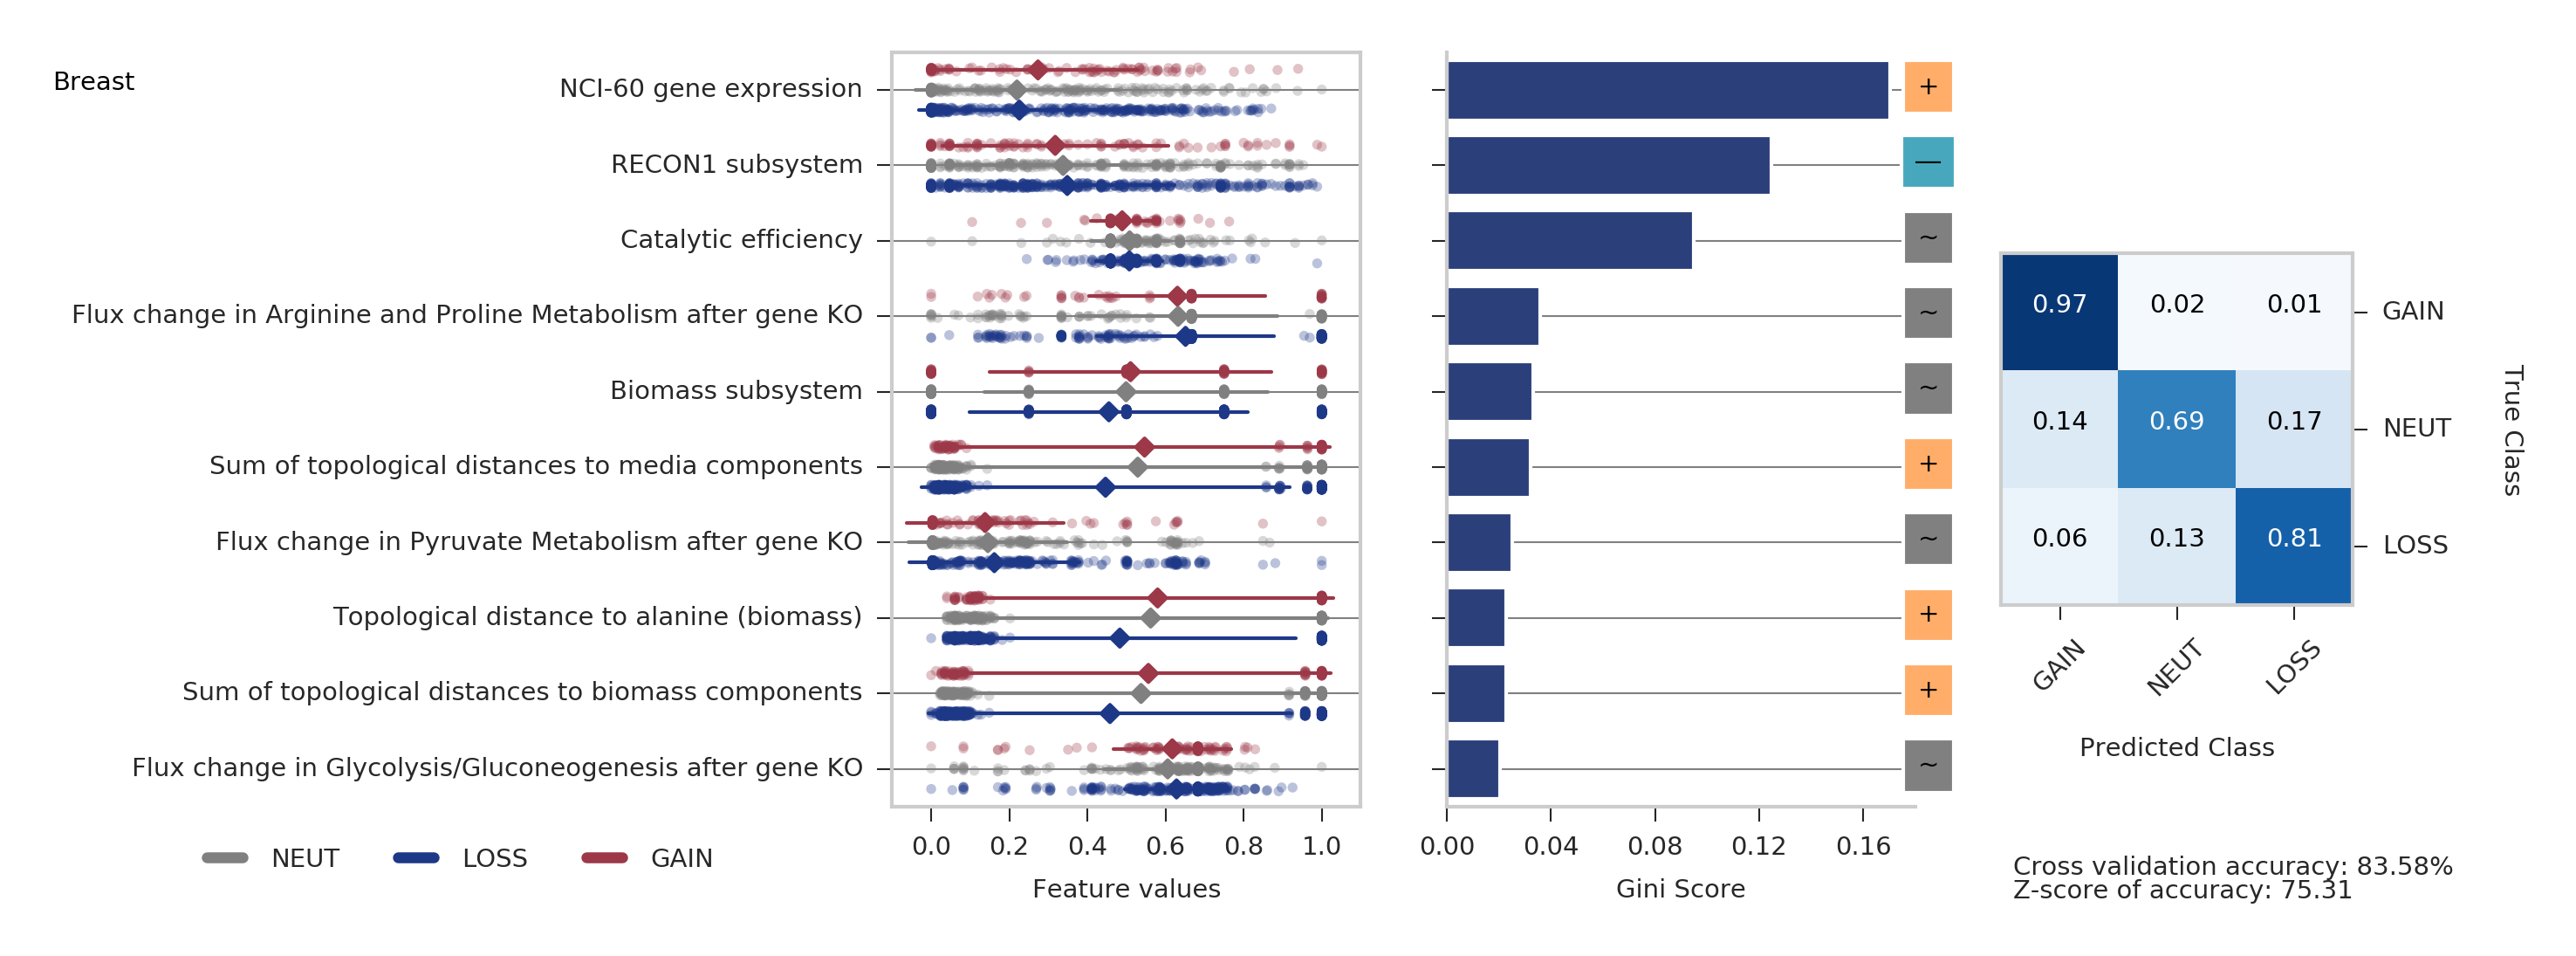 Breast
NCI-60 gene expression
RECON1 subsystem
Catalytic efficiency
Flux change in Arginine and Proline Metabolism after gene KO
Biomass subsystem
Sum of topological distances to media components
Flux change in Pyruvate Metabolism after gene KO
Topological distance to alanine (biomass)
Sum of topological distances to biomass components
Flux change in Glycolysis/Gluconeogenesis after gene KO
NEUT LOSS GAIN
0.0 0.2 0.4 0.6 0.8 1.0
Feature values
+
—
~
~
~
+
~
+
+
~
0.00 0.04 0.08 0.12 0.16
Gini Score
0.97 0.02 0.01 GAIN
0.14 0.69 0.17 NEUT
0.06 0.13 0.81 LOSS
True Class
GAIN NEUT LOSS
Predicted Class
Cross validation accuracy: 83.58%
Z-score of accuracy: 75.31